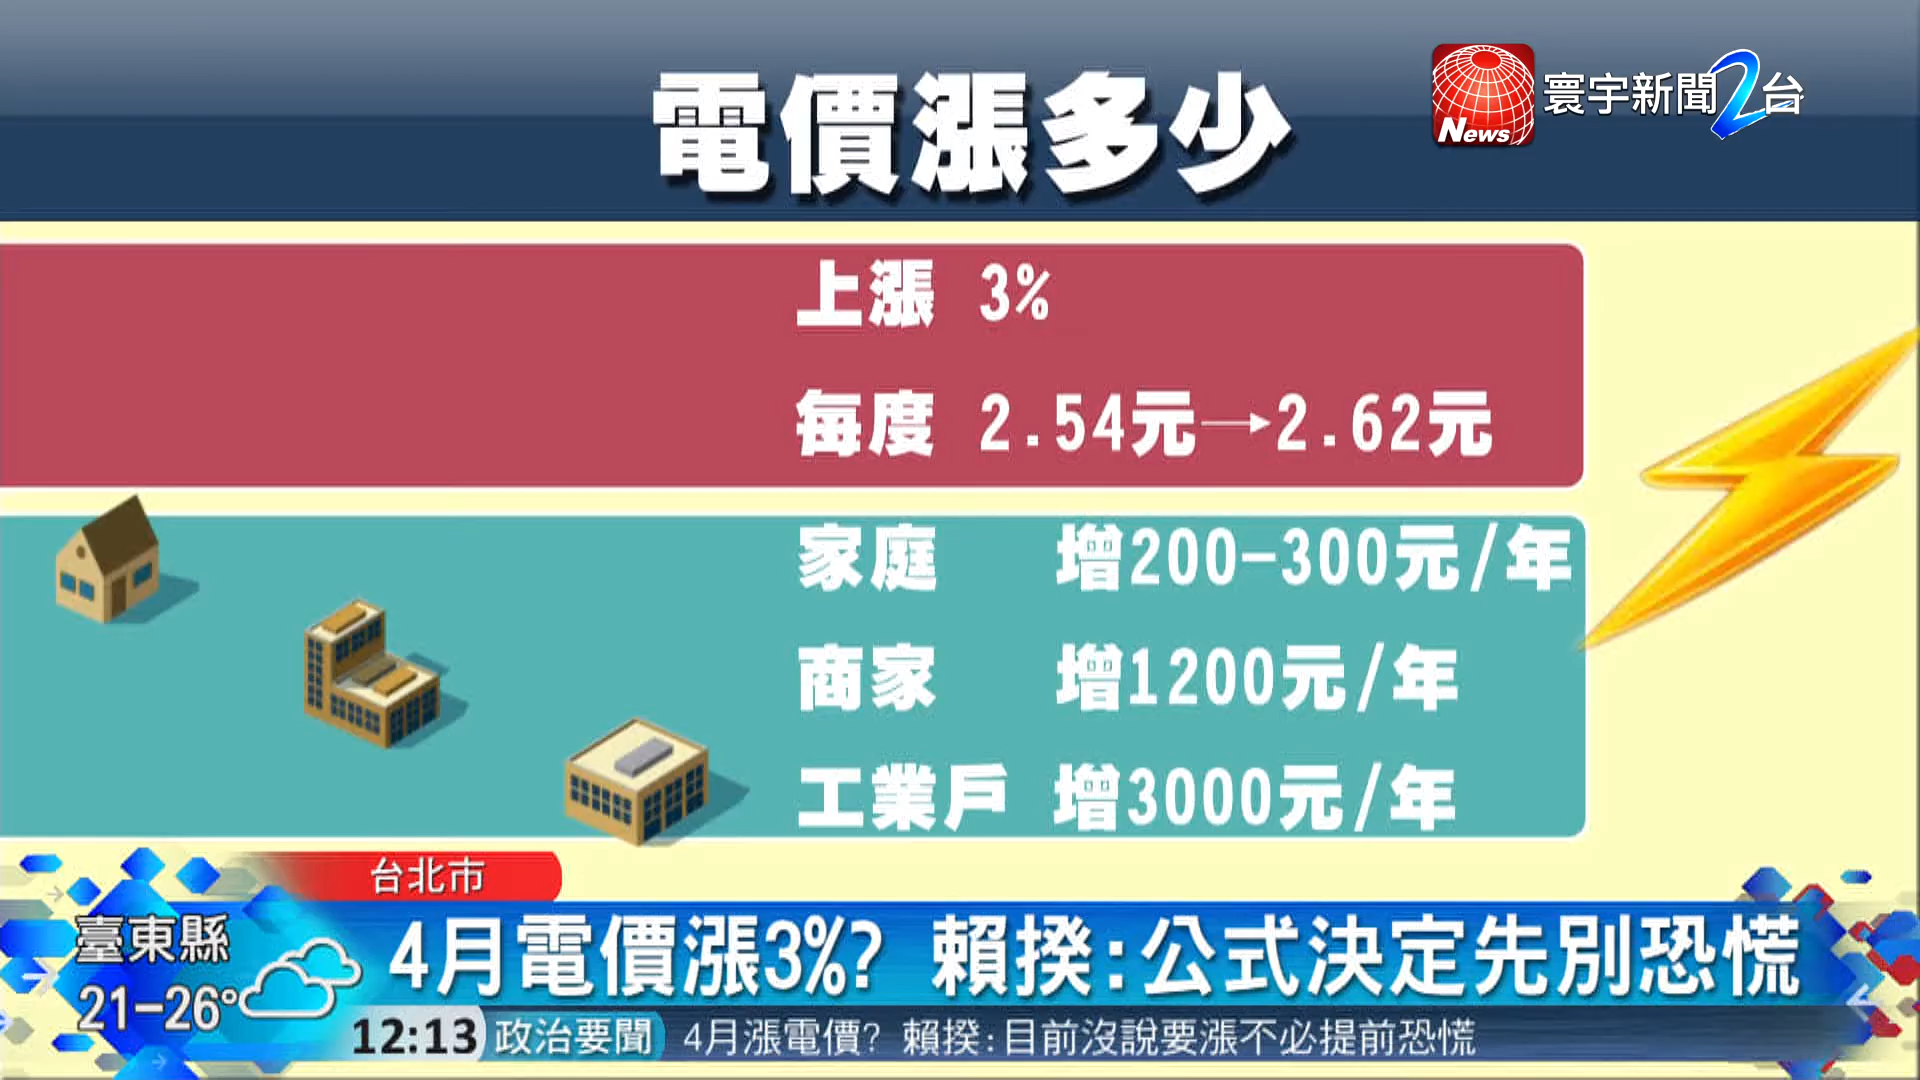 電價漲多少
News 寰宇新聞2台
上漲 3%
每度 2.54元→2.62元
家庭 增200-300元/年
商家 增1200元/年
工業戶 增3000元/年
台北市
臺東縣
21-26°
4月電價漲3%? 賴揆:公式決定先別恐慌
12:13 政治要聞 4月漲電價? 賴揆:目前沒說要漲不必提前恐慌